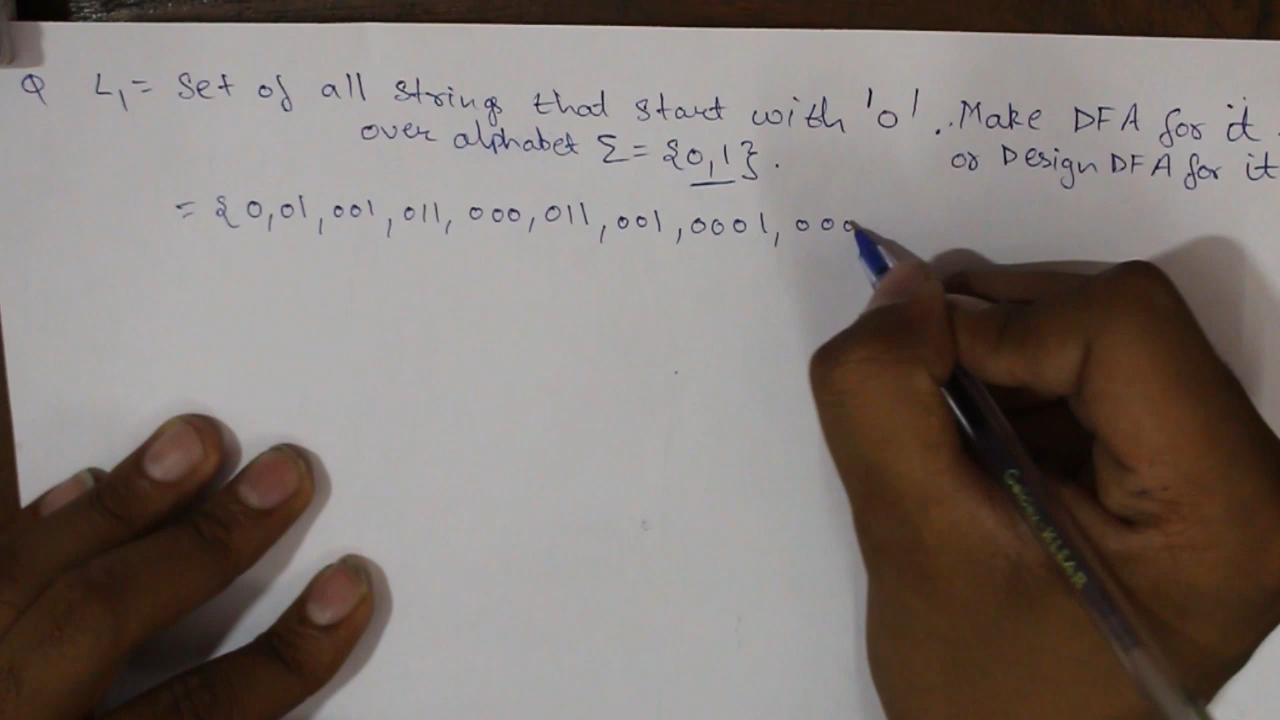 Q L₁ = Set of all strings that start with '0'. Make DFA for it.
over alphabet Σ = {0,1}. or Design DFA for it
= {0,01,001,011,000,011,001,0001,000